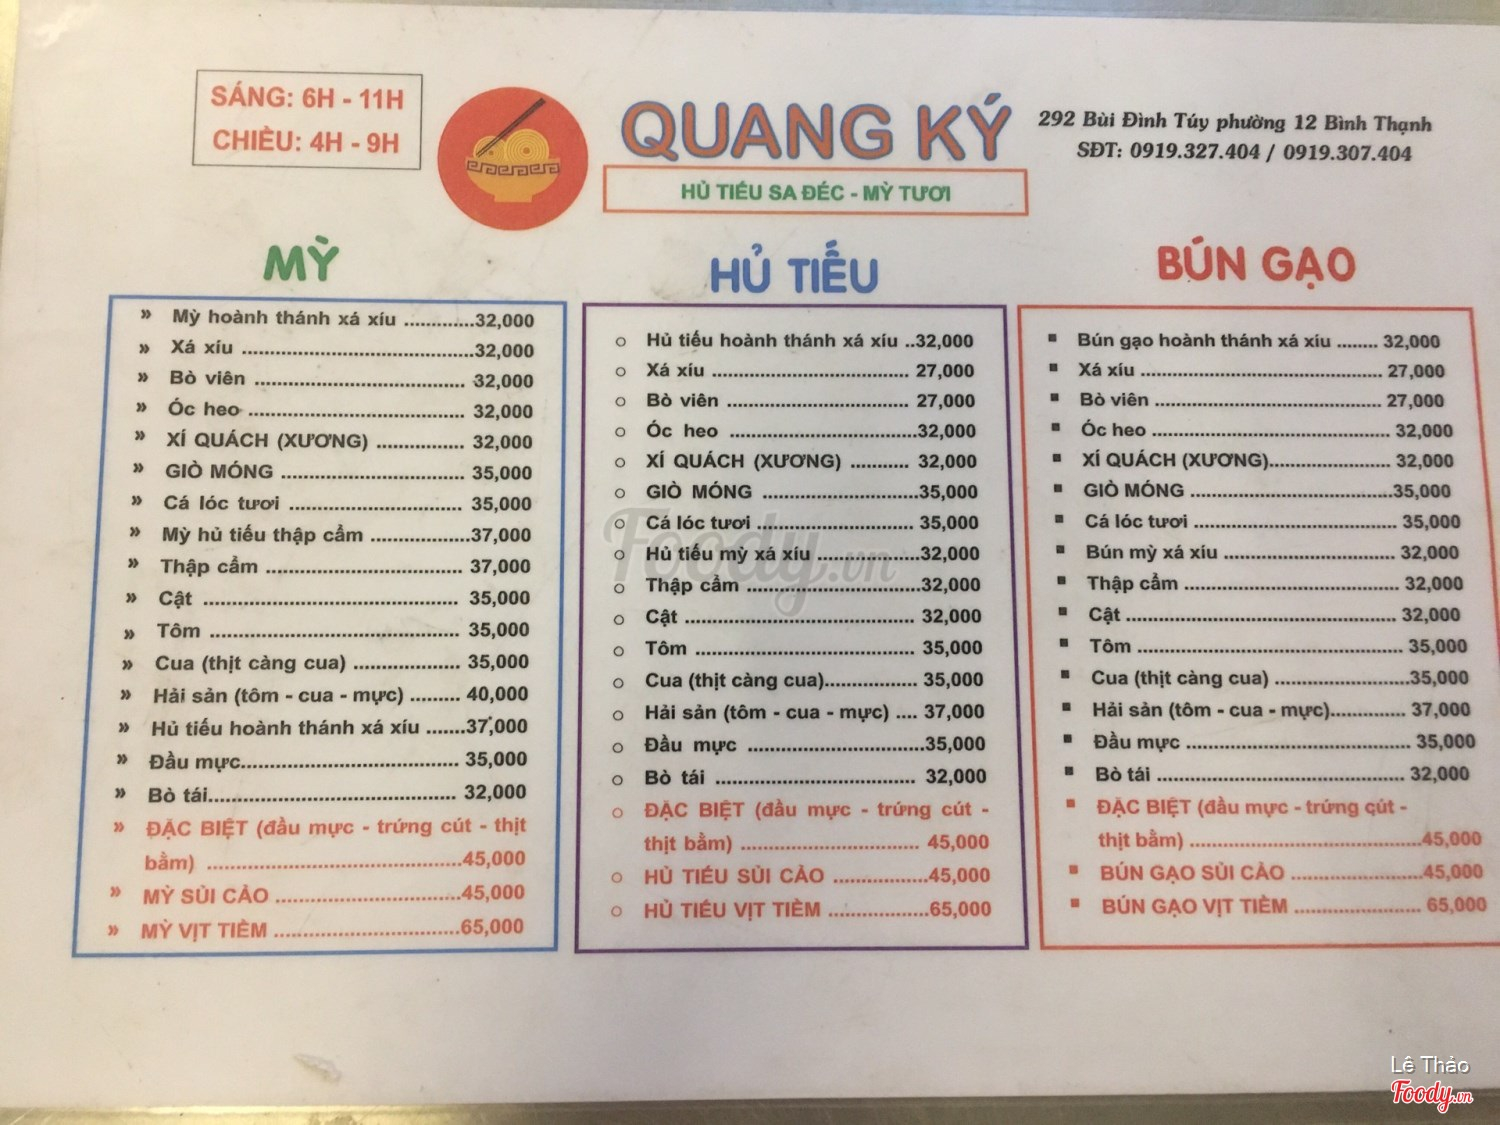 SÁNG: 6H - 11H
CHIỀU: 4H - 9H
QUANG KÝ
HỦ TIẾU SA ĐÉC - MỲ TƯƠI
292 Bùi Đình Túy phường 12 Bình Thạnh
SĐT: 0919.327.404 / 0919.307.404
MỲ
» Mỳ hoành thánh xá xíu .............32,000
» Xá xíu .......................................32,000
» Bò viên .................................... 32,000
» Óc heo ..................................... 32,000
» XÍ QUÁCH (XƯƠNG) ............... 32,000
» GIÒ MÓNG ............................... 35,000
» Cá lóc tươi .............................. 35,000
» Mỳ hủ tiếu thập cẩm .................37,000
» Thập cẩm .................................. 37,000
» Cật ............................................ 35,000
» Tôm ........................................... 35,000
» Cua (thịt càng cua) .................. 35,000
» Hải sản (tôm - cua - mực) ......... 40,000
» Hủ tiếu hoành thánh xá xíu .......37,000
» Đầu mực..................................... 35,000
» Bò tái.......................................... 32,000
» ĐẶC BIỆT (đầu mực - trứng cút - thịt
bằm) ...........................................45,000
» MỲ SỦI CẢO ...............................45,000
» MỲ VỊT TIỀM ...............................65,000
HỦ TIẾU
o Hủ tiếu hoành thánh xá xíu ..32,000
o Xá xíu .................................. 27,000
o Bò viên ............................... 27,000
o Óc heo ................................32,000
o XÍ QUÁCH (XƯƠNG) .......... 32,000
o GIÒ MÓNG ..........................35,000
o Cá lóc tươi .......................... 35,000
o Hủ tiếu mỳ xá xíu .................32,000
o Thập cẩm .............................32,000
o Cật ....................................... 32,000
o Tôm ..................................... 35,000
o Cua (thịt càng cua)................ 35,000
o Hải sản (tôm - cua - mực) .... 37,000
o Đầu mực ..............................35,000
o Bò tái .................................. 32,000
o ĐẶC BIỆT (đầu mực - trứng cút -
thịt bằm) .............................. 45,000
o HỦ TIẾU SỦI CẢO ................45,000
o HỦ TIẾU VỊT TIỀM .................65,000
BÚN GẠO
▪ Bún gạo hoành thánh xá xíu ........ 32,000
▪ Xá xíu ......................................... 27,000
▪ Bò viên ....................................... 27,000
▪ Óc heo ........................................ 32,000
▪ XÍ QUÁCH (XƯƠNG).................... 32,000
▪ GIÒ MÓNG ..................................35,000
▪ Cá lóc tươi .................................. 35,000
▪ Bún mỳ xá xíu ............................. 32,000
▪ Thập cẩm .................................... 32,000
▪ Cật .............................................. 32,000
▪ Tôm ............................................. 35,000
▪ Cua (thịt càng cua) .......................35,000
▪ Hải sản (tôm - cua - mực)............. 37,000
▪ Đầu mực ...................................... 35,000
▪ Bò tái ........................................... 32,000
▪ ĐẶC BIỆT (đầu mực - trứng cút -
thịt bằm) .......................................45,000
▪ BÚN GẠO SỦI CẢO ......................45,000
▪ BÚN GẠO VỊT TIỀM ..................... 65,000
Foody.vn
Lê Thảo
Foody.vn